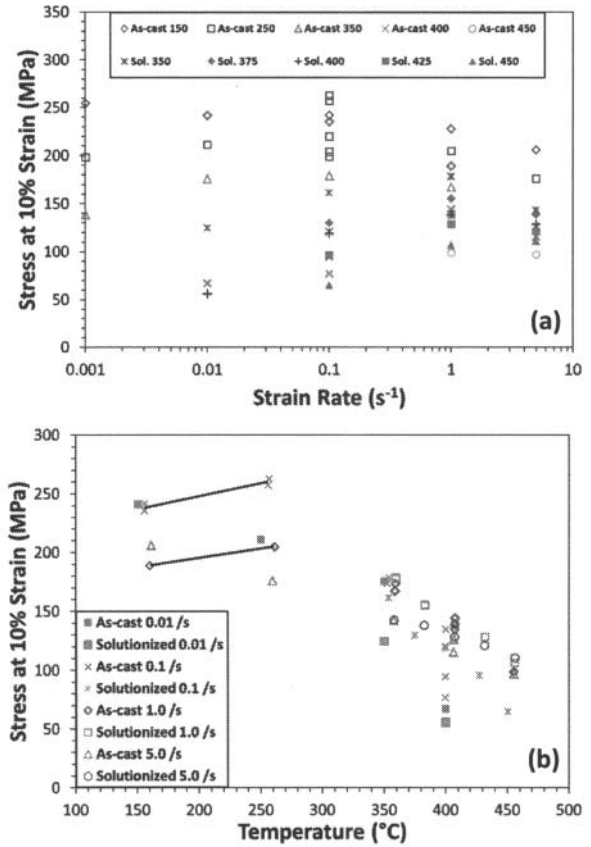 350
300
250
200
150
100
50
0
Stress at 10% Strain (MPa)
As-cast 150 As-cast 250 As-cast 350 As-cast 400 As-cast 450
Sol. 350 Sol. 375 Sol. 400 Sol. 425 Sol. 450
(a)
0.001 0.01 0.1 1 10
Strain Rate (s⁻¹)
300
250
200
150
100
50
0
Stress at 10% Strain (MPa)
As-cast 0.01 /s
Solutionized 0.01 /s
As-cast 0.1 /s
Solutionized 0.1 /s
As-cast 1.0 /s
Solutionized 1.0 /s
As-cast 5.0 /s
Solutionized 5.0 /s
(b)
100 150 200 250 300 350 400 450 500
Temperature (°C)